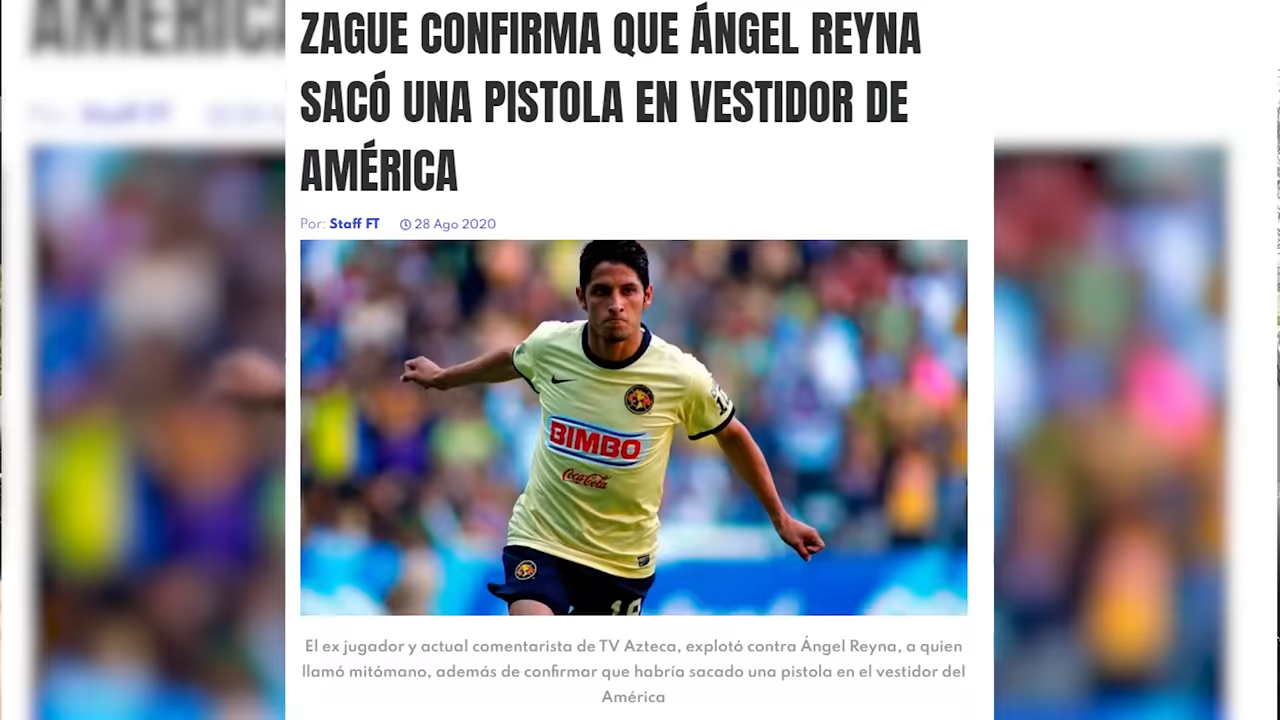 AMERICA
ZAGUE CONFIRMA QUE ÁNGEL REYNA
SACÓ UNA PISTOLA EN VESTIDOR DE
AMÉRICA
Por: Staff FT 28 Ago 2020
BIMBO
Coca-Cola
El ex jugador y actual comentarista de TV Azteca, explotó contra Ángel Reyna, a quien
llamó mitómano, además de confirmar que habría sacado una pistola en el vestidor del
América